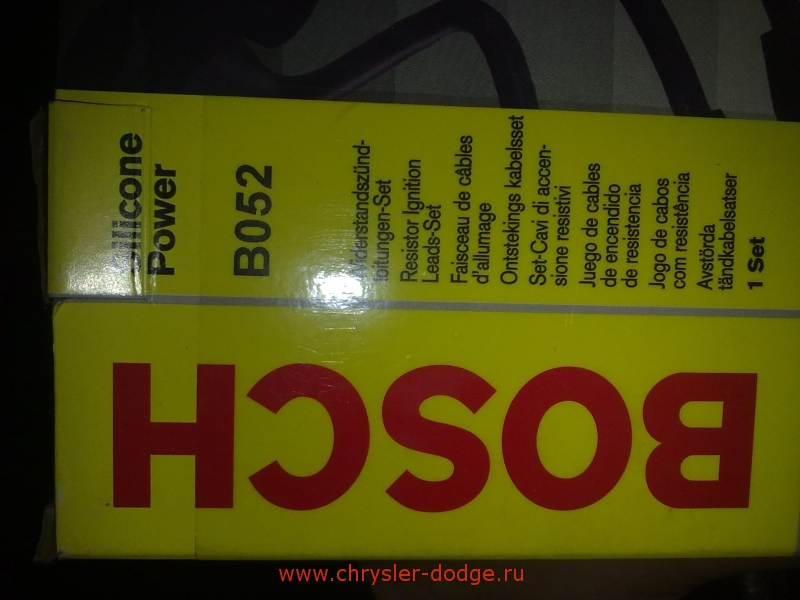 Silicone
Power
B052
Widerstandszünd-
leitungen-Set
Resistor Ignition
Leads-Set
Faisceau de câbles
d'allumage
Ontstekings kabelsset
Set-Cavi di accen-
sione resistivi
Juego de cables
de encendido
de resistencia
Jogo de cabos
com resistência
Avstörda
tändkabelsatser
1 Set
BOSCH
www.chrysler-dodge.ru